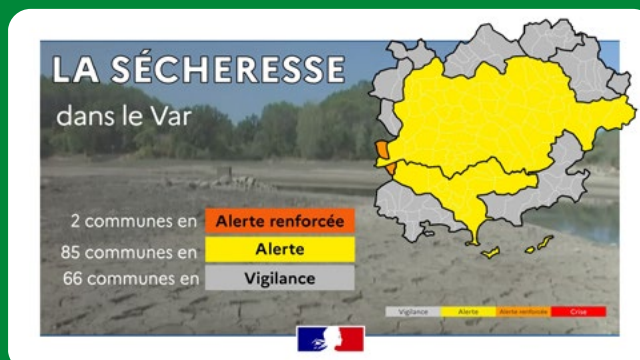 LA SÉCHERESSE
dans le Var
2 communes en Alerte renforcée
85 communes en Alerte
66 communes en Vigilance
Vigilance Alerte Alerte renforcée Crise